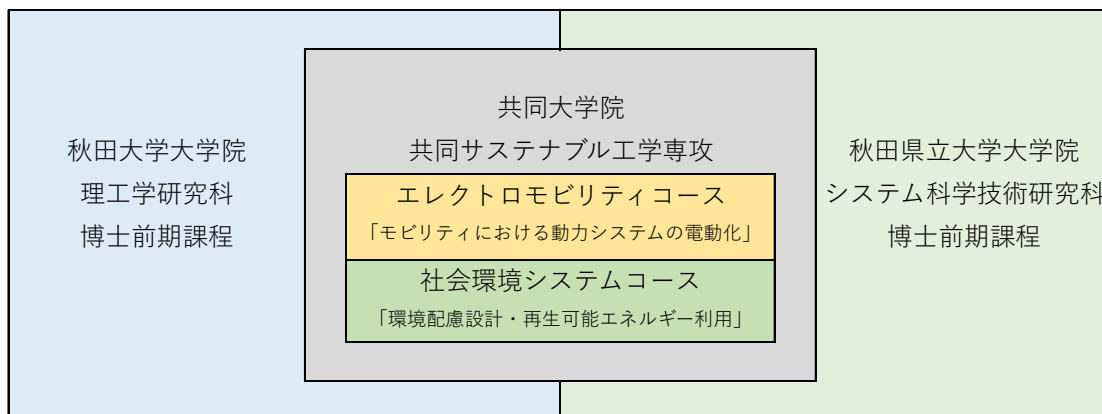 秋田大学大学院
理工学研究科
博士前期課程
共同大学院
共同サステナブル工学専攻
エレクトロモビリティコース
「モビリティにおける動力システムの電動化」
社会環境システムコース
「環境配慮設計・再生可能エネルギー利用」
秋田県立大学大学院
システム科学技術研究科
博士前期課程